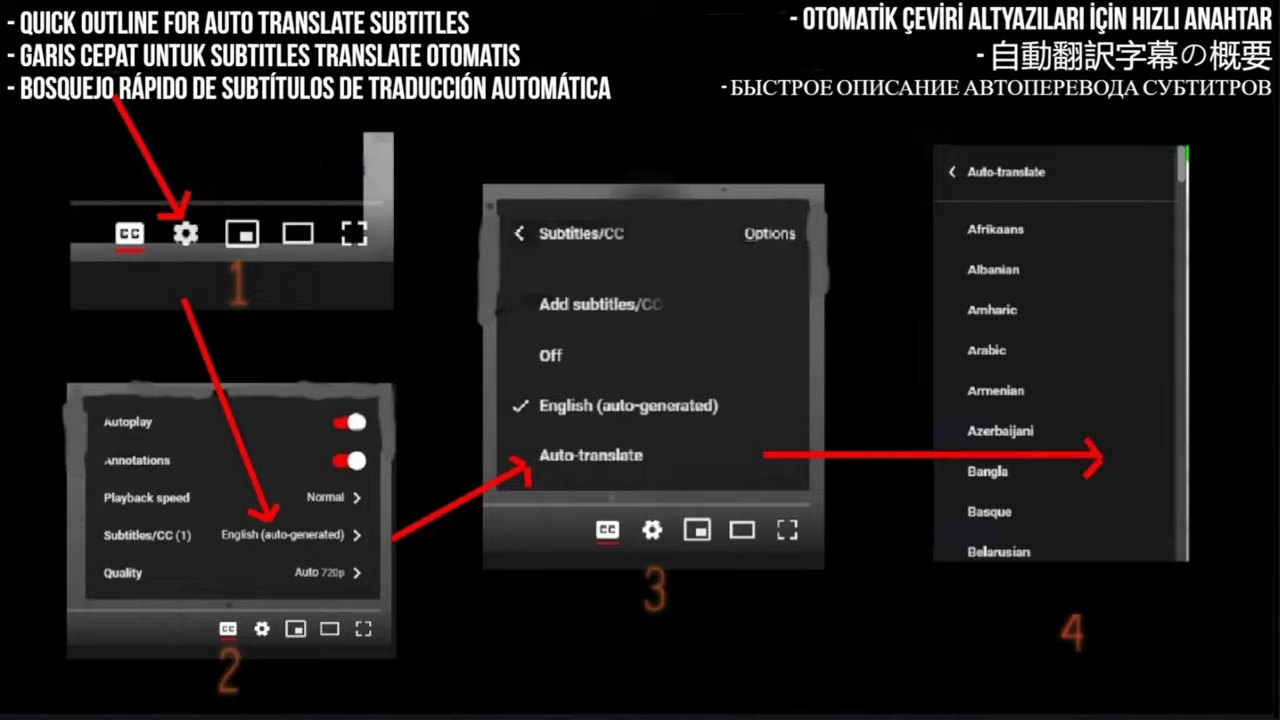 - QUICK OUTLINE FOR AUTO TRANSLATE SUBTITLES
- GARIS CEPAT UNTUK SUBTITLES TRANSLATE OTOMATIS
- BOSQUEJO RÁPIDO DE SUBTÍTULOS DE TRADUCCIÓN AUTOMÁTICA
- OTOMATİK ÇEVİRİ ALTYAZILARI İÇİN HIZLI ANAHTAR
- 自動翻訳字幕の概要
- БЫСТРОЕ ОПИСАНИЕ АВТОПЕРЕВОДА СУБТИТРОВ
CC
1
Autoplay
Annotations
Playback speed Normal
Subtitles/CC (1) English (auto-generated)
Quality Auto 720p
CC
2
Subtitles/CC Options
Add subtitles/CC
Off
English (auto-generated)
Auto-translate
CC
3
Auto-translate
Afrikaans
Albanian
Amharic
Arabic
Armenian
Azerbaijani
Bangla
Basque
Belarusian
4